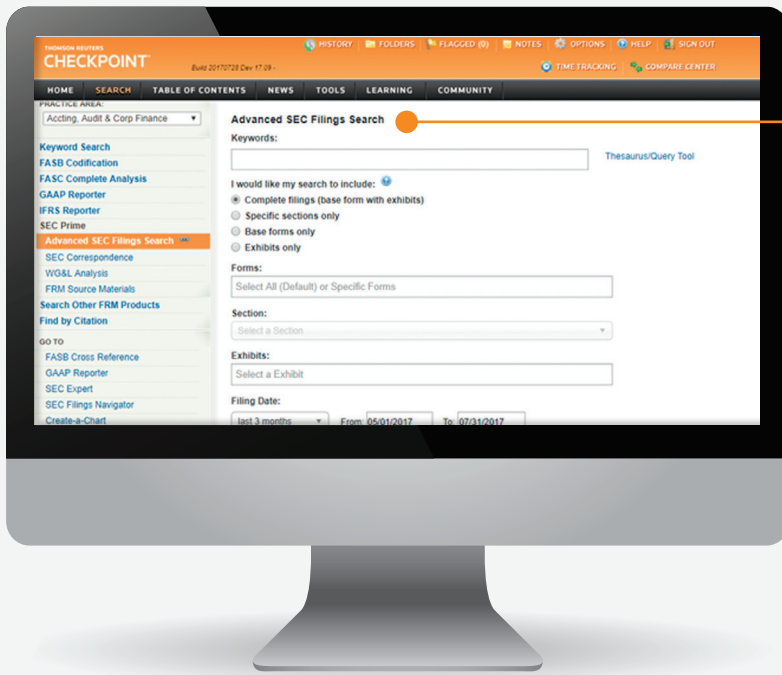 THOMSON REUTERS
CHECKPOINT™
HISTORY FOLDERS FLAGGED (0) NOTES OPTIONS HELP SIGN OUT
Build 20170728 Dev 17.09 -
TIME TRACKING COMPARE CENTER
HOME SEARCH TABLE OF CONTENTS NEWS TOOLS LEARNING COMMUNITY
PRACTICE AREA:
Accting, Audit & Corp Finance
Keyword Search
FASB Codification
FASC Complete Analysis
GAAP Reporter
IFRS Reporter
SEC Prime
Advanced SEC Filings Search
SEC Correspondence
WG&L Analysis
FRM Source Materials
Search Other FRM Products
Find by Citation
GO TO
FASB Cross Reference
GAAP Reporter
SEC Expert
SEC Filings Navigator
Create-a-Chart
Advanced SEC Filings Search
Keywords:
Thesaurus/Query Tool
I would like my search to include:
Complete filings (base form with exhibits)
Specific sections only
Base forms only
Exhibits only
Forms:
Select All (Default) or Specific Forms
Section:
Select a Section
Exhibits:
Select a Exhibit
Filing Date:
last 3 months From: 05/01/2017 To: 07/31/2017